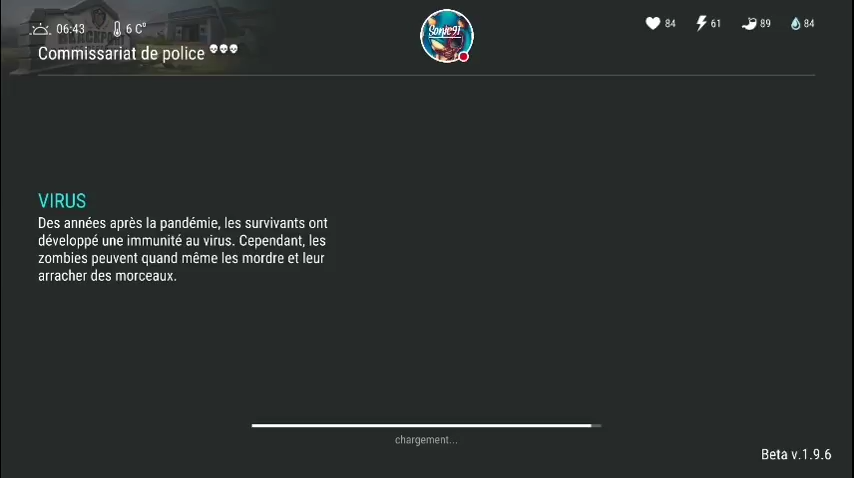 06:43 6 C°
Commissariat de police
Sonic91
84 61 89 84
VIRUS
Des années après la pandémie, les survivants ont
développé une immunité au virus. Cependant, les
zombies peuvent quand même les mordre et leur
arracher des morceaux.
chargement...
Beta v.1.9.6